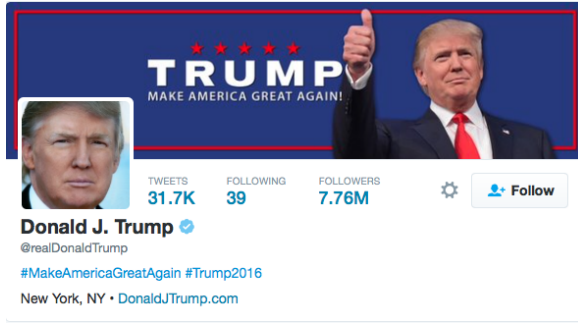 TRUMP
MAKE AMERICA GREAT AGAIN!
TWEETS FOLLOWING FOLLOWERS
31.7K 39 7.76M
Follow
Donald J. Trump
@realDonaldTrump
#MakeAmericaGreatAgain #Trump2016
New York, NY • DonaldJTrump.com